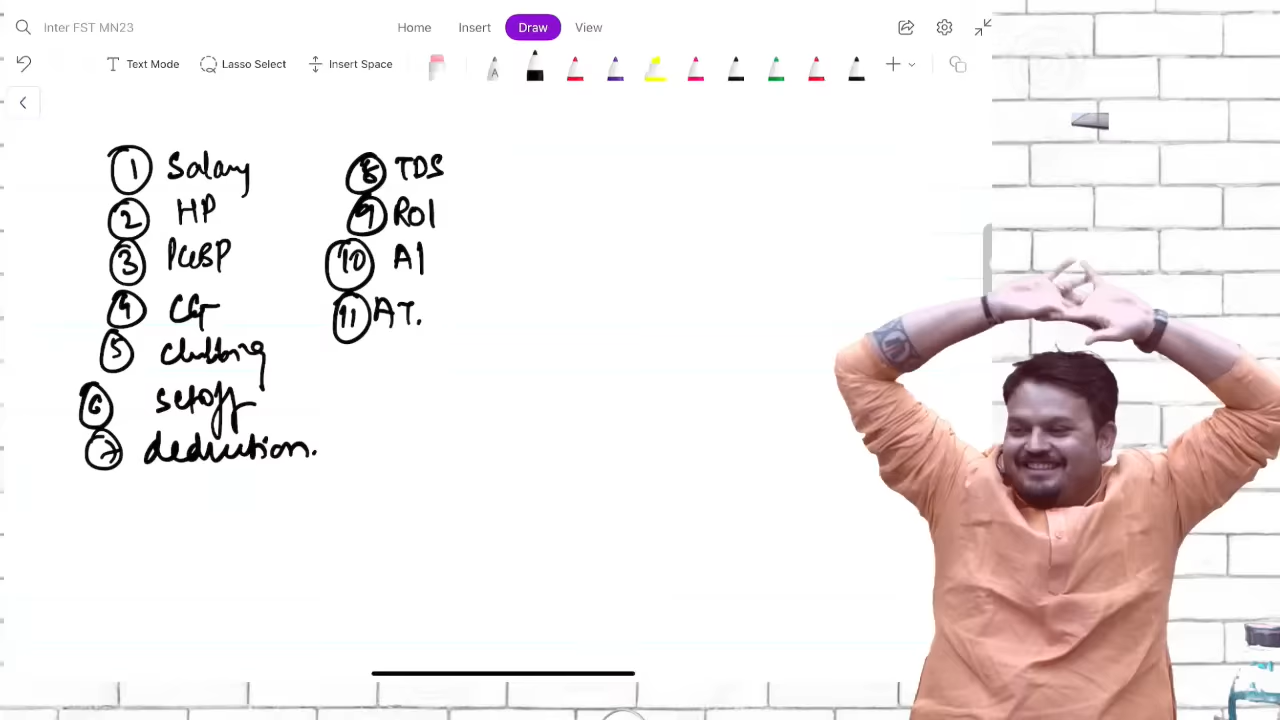 Inter FST MN23
Home Insert Draw View
Text Mode Lasso Select Insert Space
1 Salary
2 HP
3 PGBP
4 CG
5 Clubbing
6 setoff
7 deduction.
8 TDS
9 ROI
10 AI
11 AT.